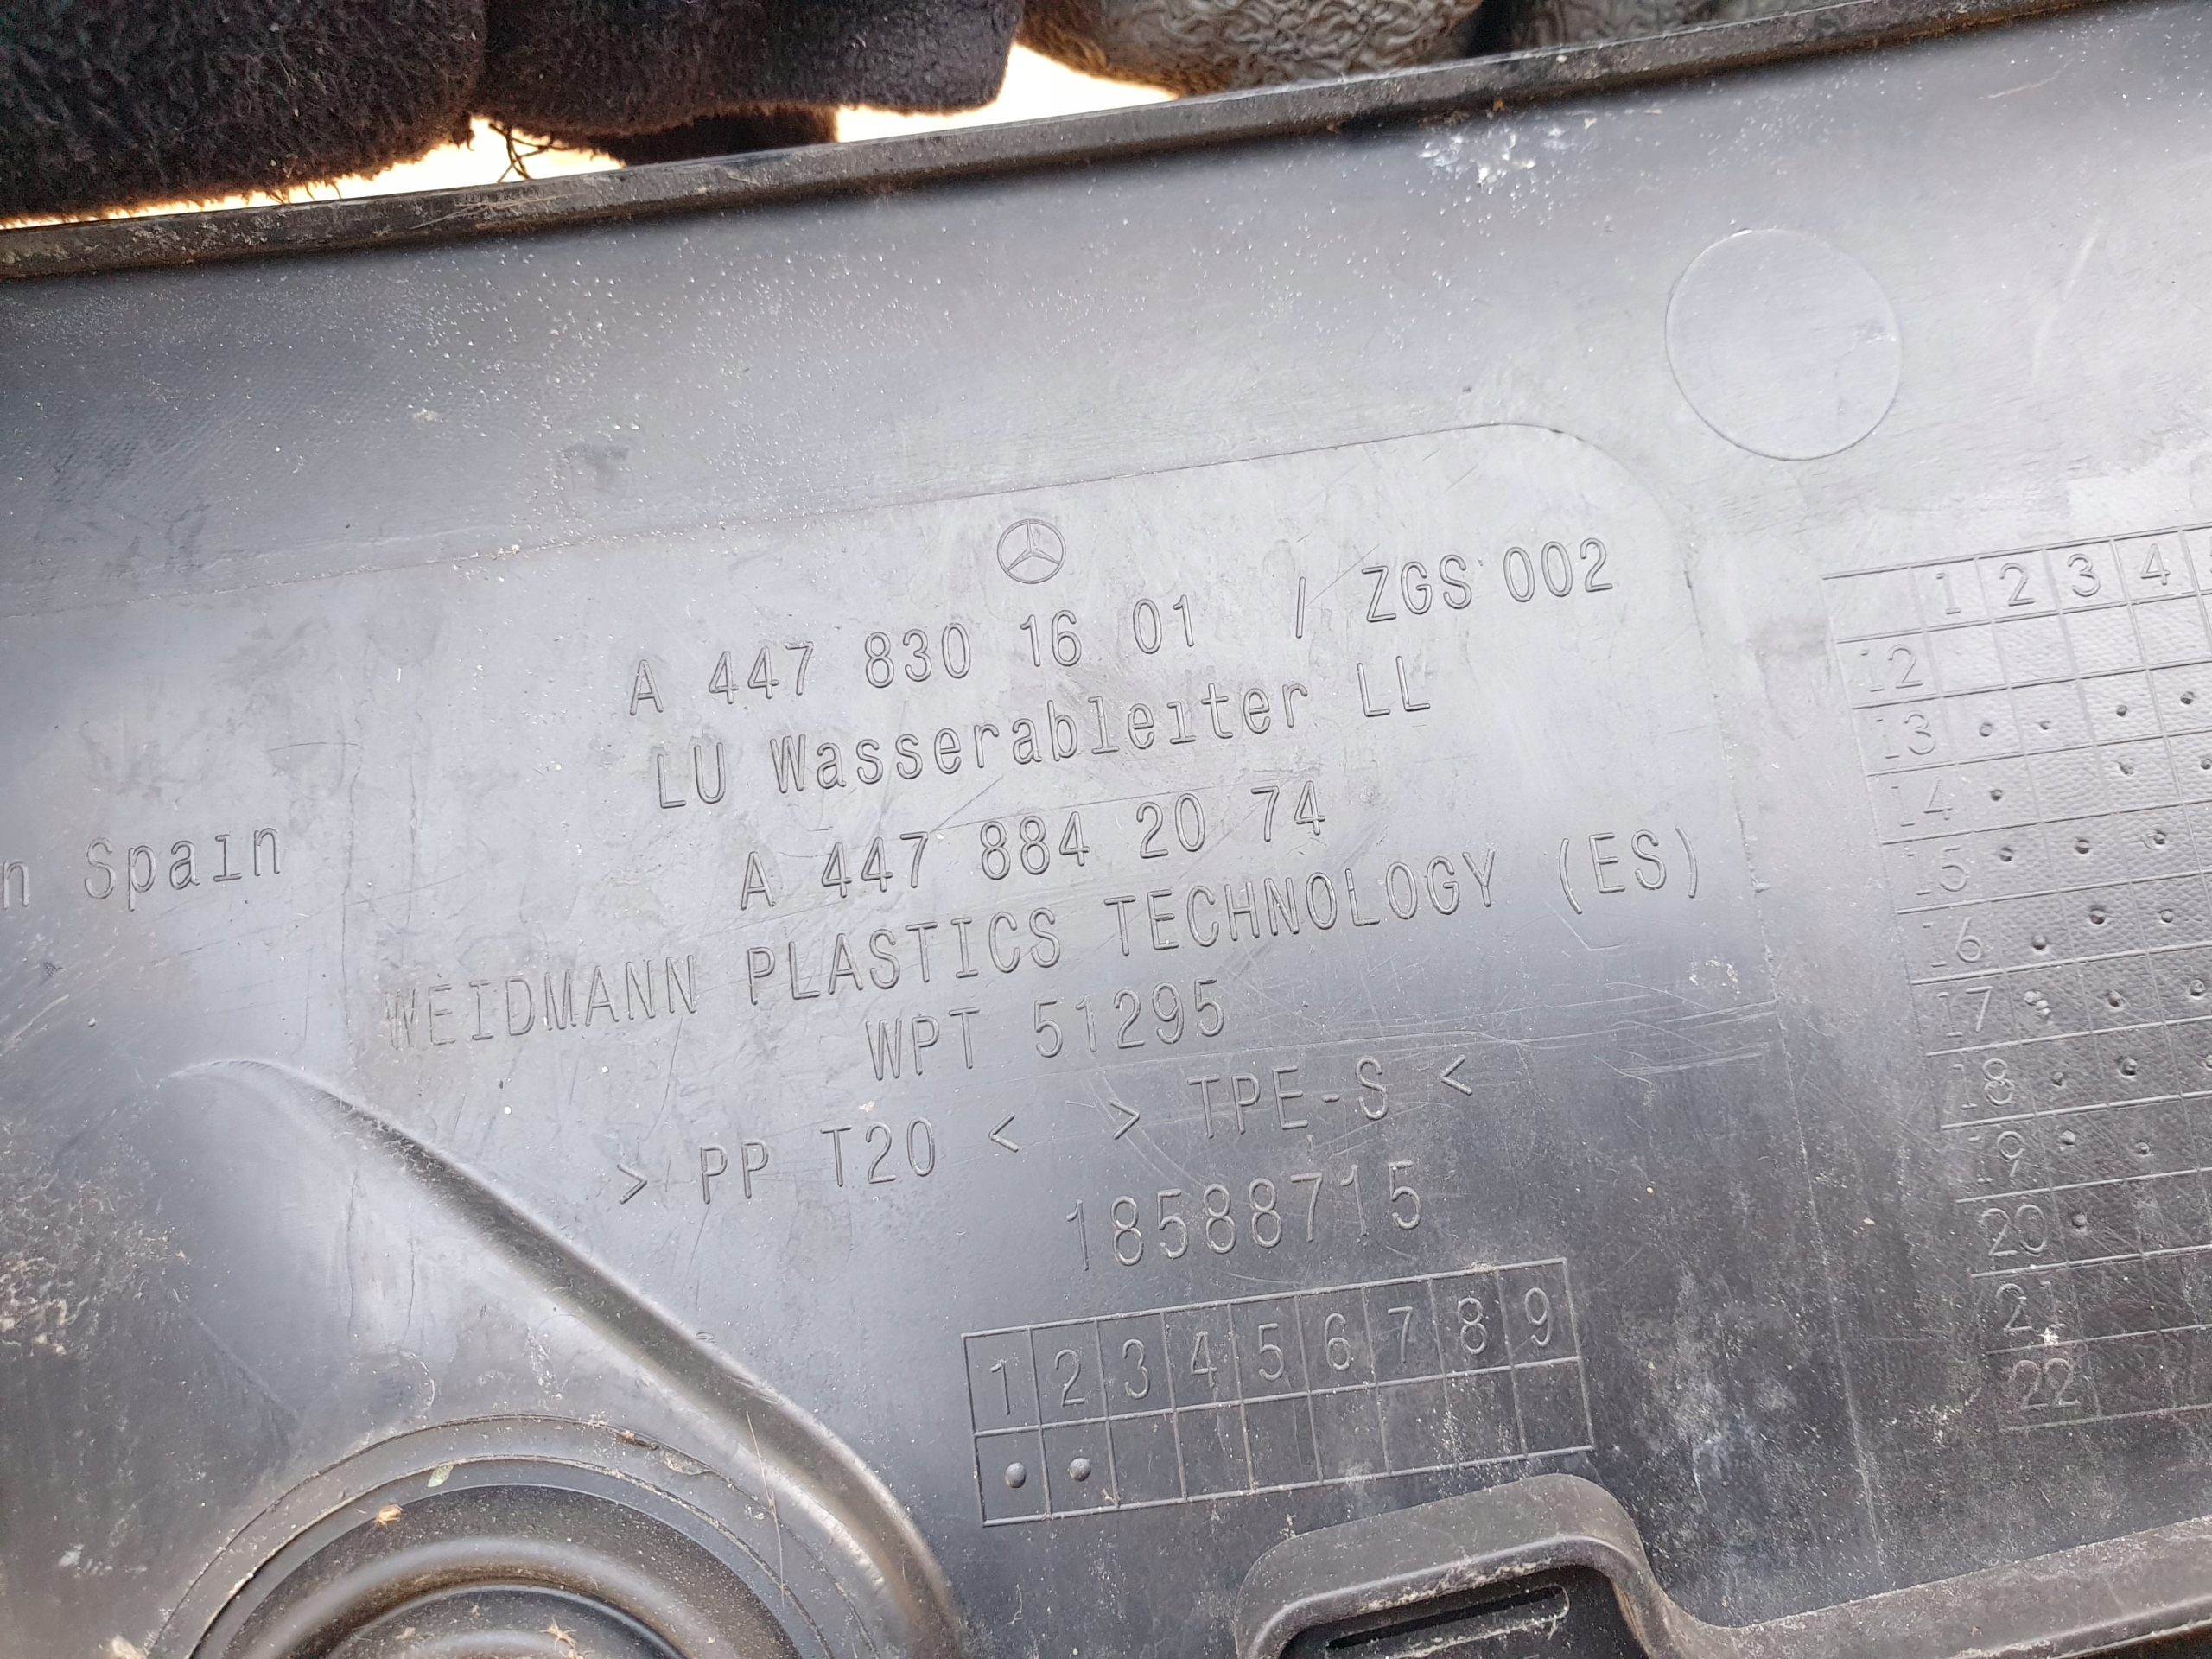 n Spain
A 447 830 16 01 / ZGS 002
LU Wasserableiter LL
A 447 884 20 74
WEIDMANN PLASTICS TECHNOLOGY (ES)
WPT 51295
> PP T20 < > TPE-S <
18588715
1 2 3 4 5 6 7 8 9
1 2 3 4
12
13
14
15
16
17
18
19
20
21
22